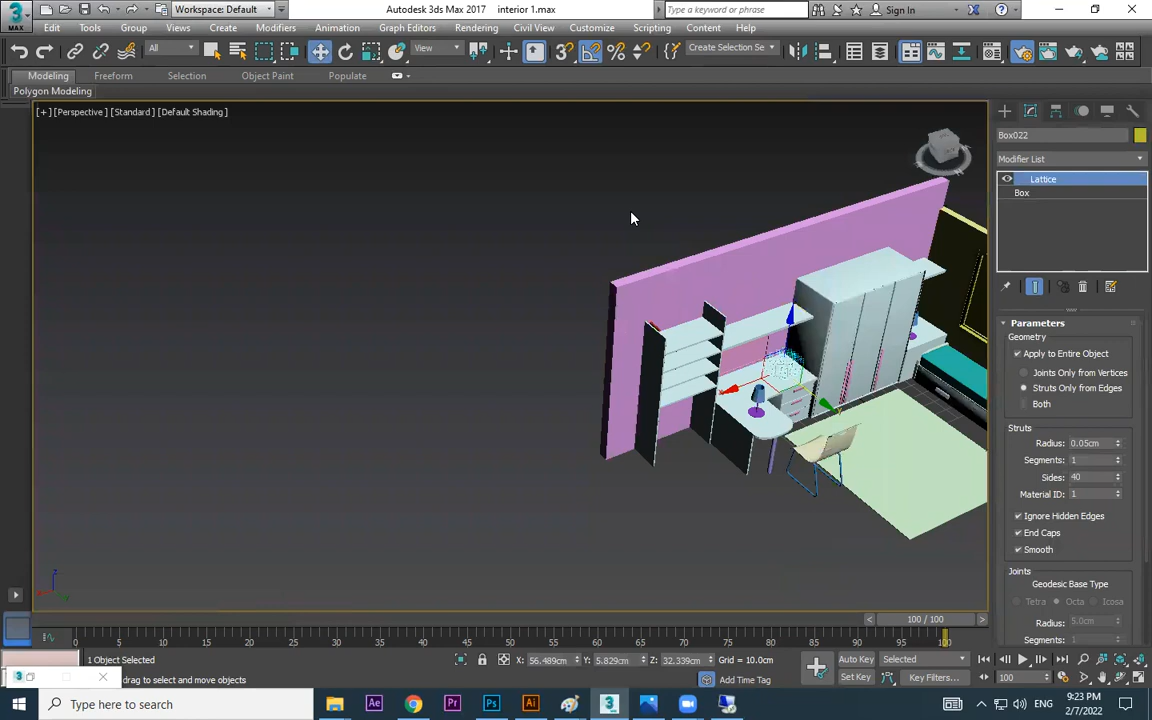 3 MAX
Workspace: Default
Autodesk 3ds Max 2017 interior 1.max
Type a keyword or phrase
Sign In
Edit Tools Group Views Create Modifiers Animation Graph Editors Rendering Civil View Customize Scripting Content Help
All
View
Create Selection Se
Modeling Freeform Selection Object Paint Populate
Polygon Modeling
[+] [Perspective ] [Standard ] [Default Shading ]
Box022
Modifier List
Lattice
Box
Parameters
Geometry
Apply to Entire Object
Joints Only from Vertices
Struts Only from Edges
Both
Struts
Radius: 0.05cm
Segments: 1
Sides: 40
Material ID: 1
Ignore Hidden Edges
End Caps
Smooth
Joints
Geodesic Base Type
Tetra Octa Icosa
Radius: 5.0cm
Segments: 1
100 / 100
0 5 10 15 20 25 30 35 40 45 50 55 60 65 70 75 80 85 90 95 100
1 Object Selected
X: 56.489cm Y: 5.829cm Z: 32.339cm Grid = 10.0cm
Auto Key Selected
drag to select and move objects
Add Time Tag
Set Key Key Filters...
100
Type here to search
ENG
9:23 PM
2/7/2022